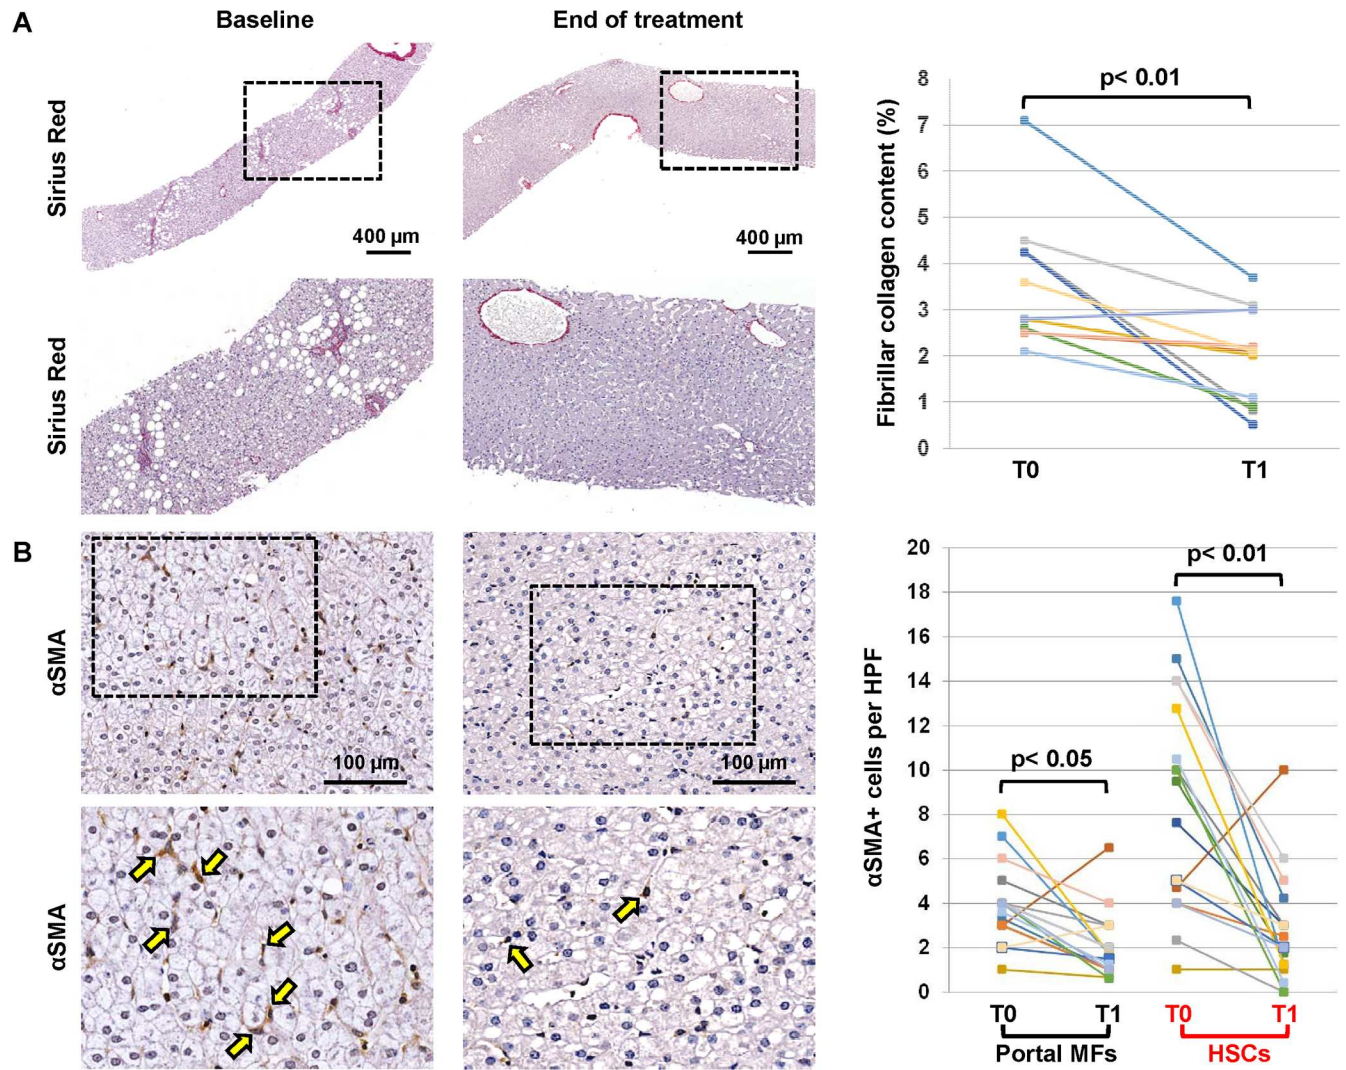 A
Baseline
End of treatment
Sirius Red
400 µm
400 µm
Sirius Red
p< 0.01
Fibrillar collagen content (%)
8
7
6
5
4
3
2
1
0
T0
T1
B
αSMA
100 µm
100 µm
αSMA
p< 0.05
p< 0.01
αSMA+ cells per HPF
20
18
16
14
12
10
8
6
4
2
0
T0
T1
T0
T1
Portal MFs
HSCs